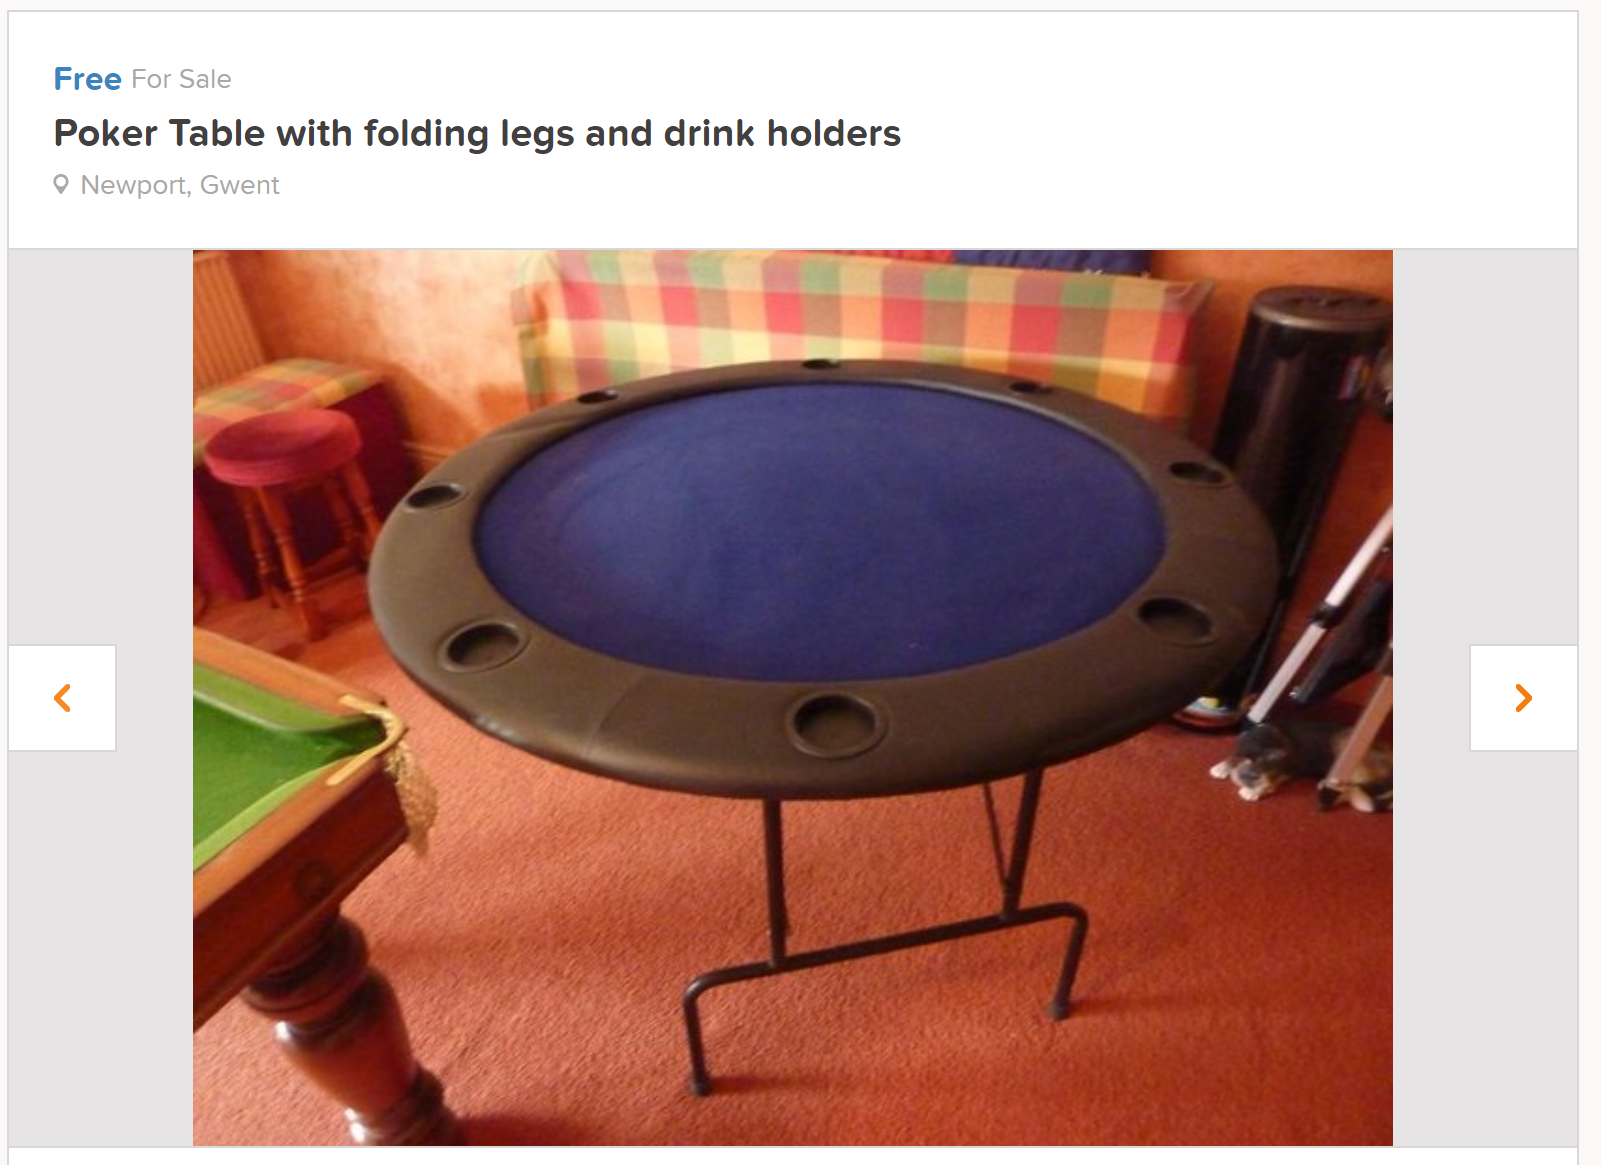 Free For Sale
Poker Table with folding legs and drink holders
Newport, Gwent